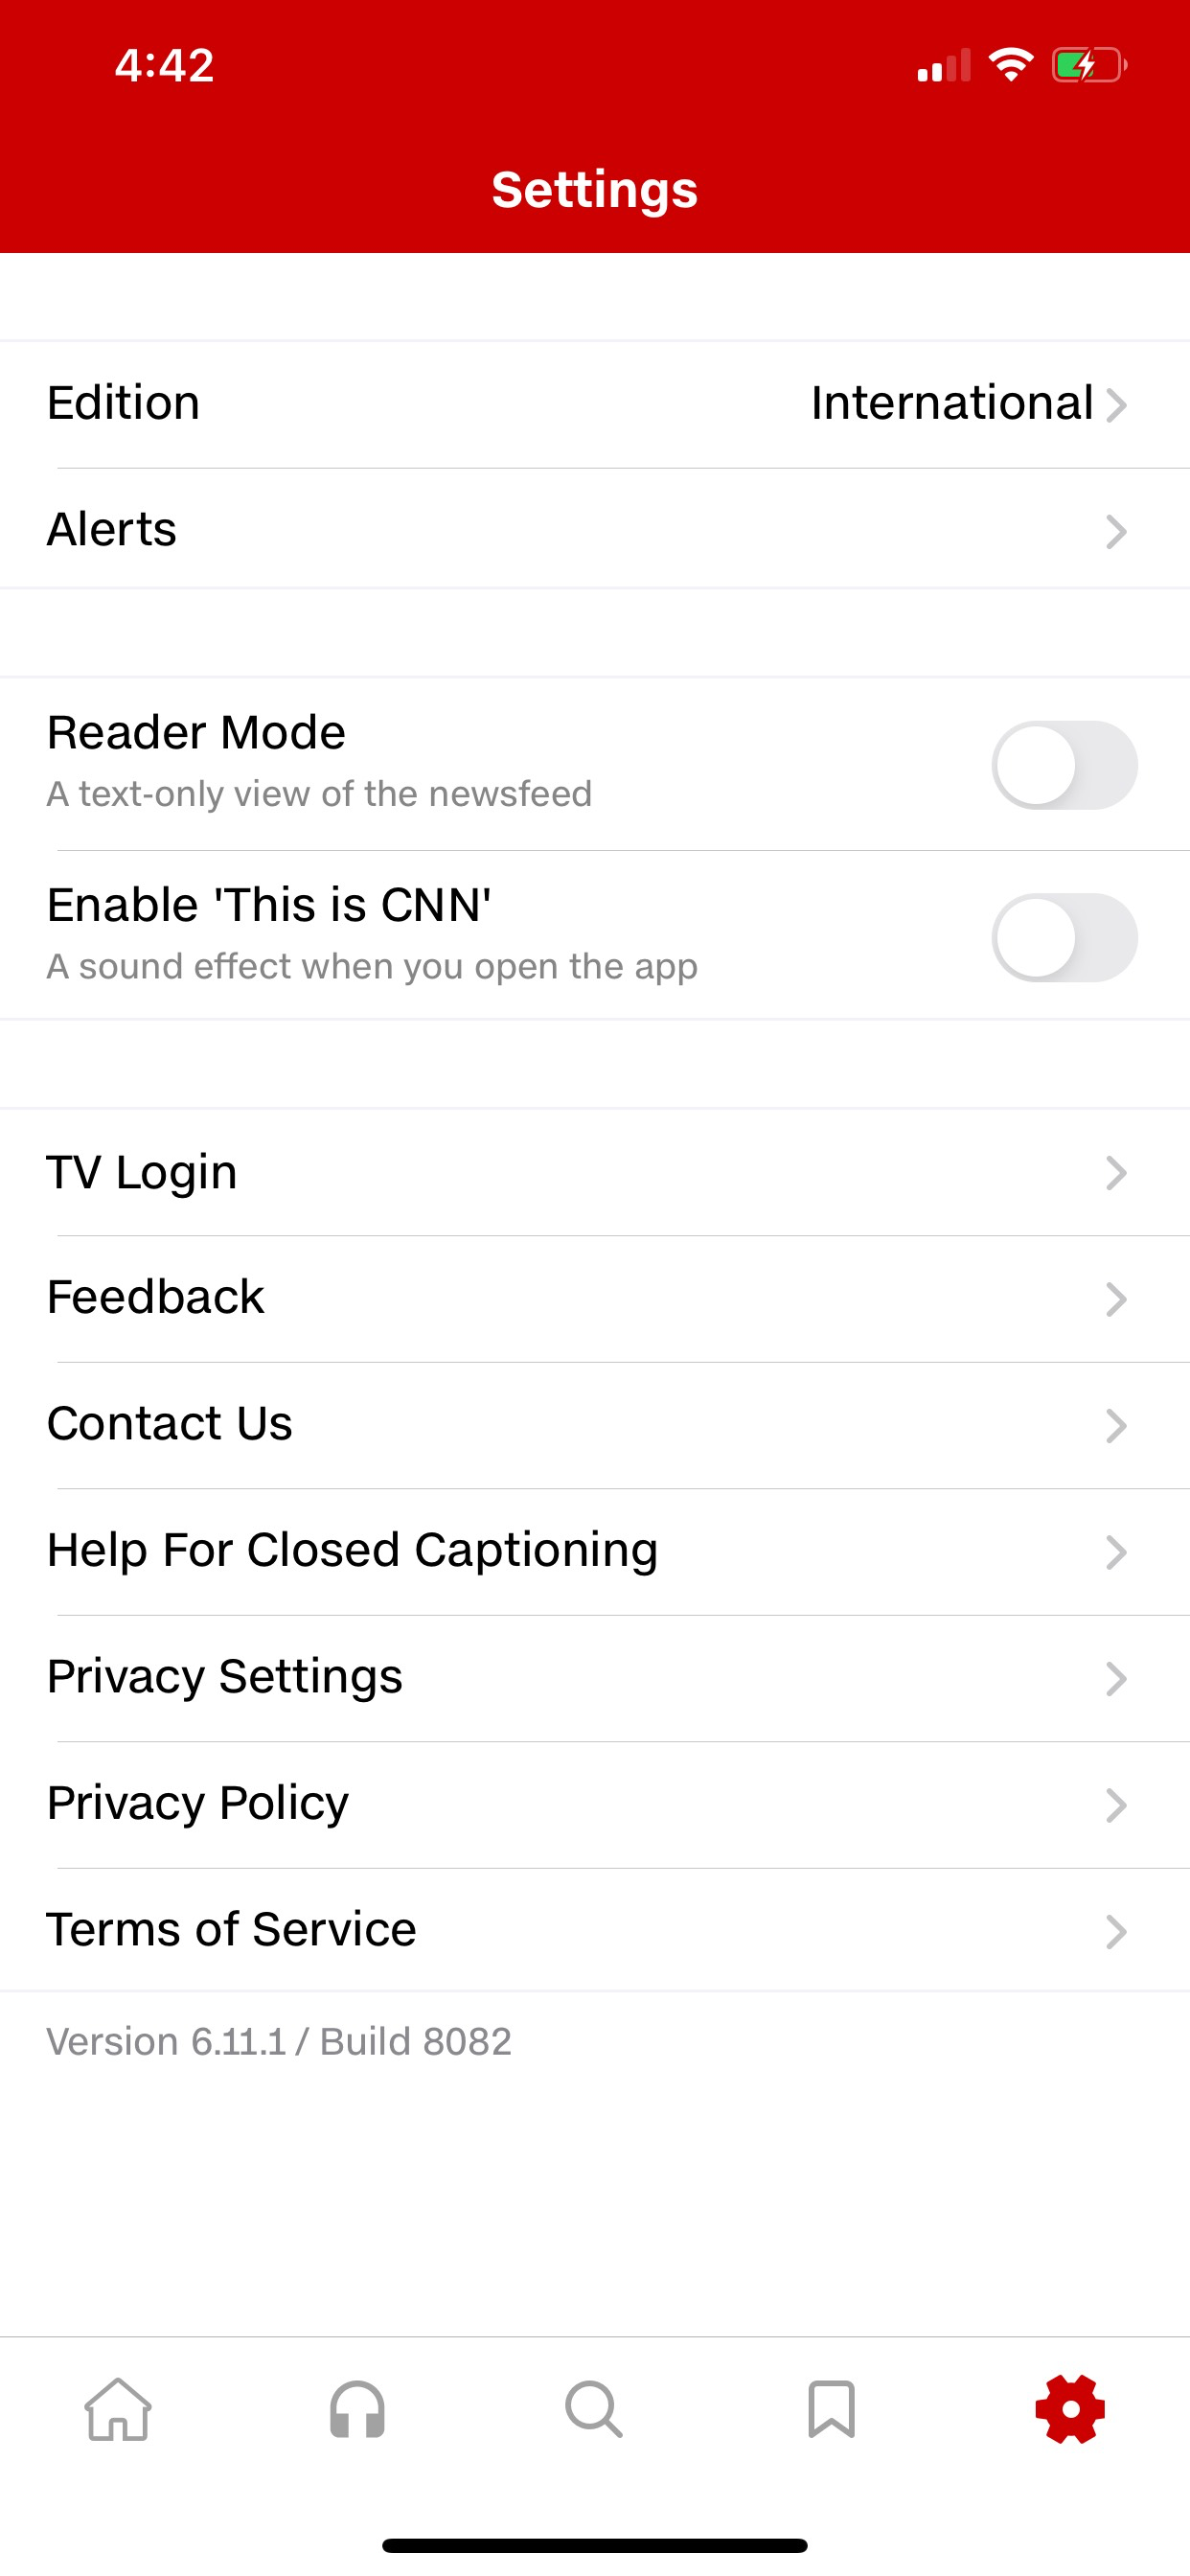 4:42
Settings
Edition International
Alerts
Reader Mode
A text-only view of the newsfeed
Enable 'This is CNN'
A sound effect when you open the app
TV Login
Feedback
Contact Us
Help For Closed Captioning
Privacy Settings
Privacy Policy
Terms of Service
Version 6.11.1 / Build 8082